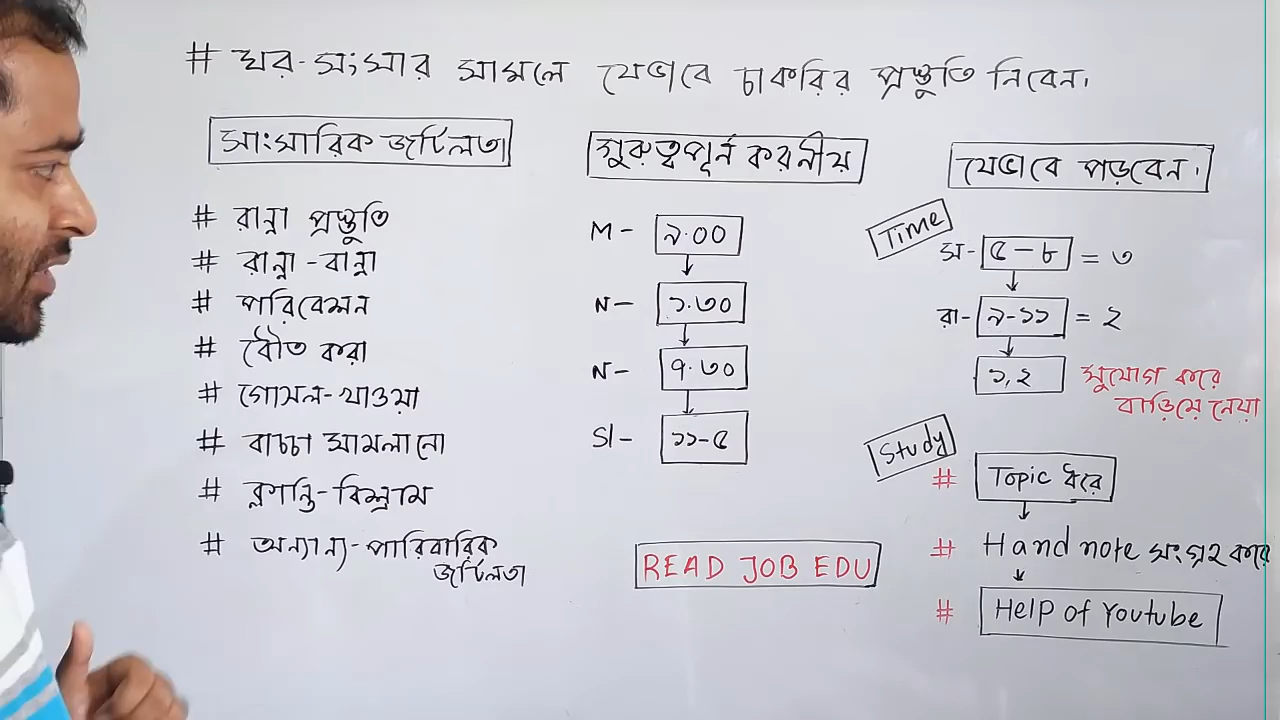 # ঘর-সংসার সামলে যেভাবে চাকরির প্রস্তুতি নিবেন।
সাংসারিক জটিলতা
# রান্না প্রস্তুতি
# রান্না - বান্না
# পরিবেশন
# ধৌত করা
# গোসল-খাওয়া
# বাচ্চা সামলানো
# ক্লান্তি-বিশ্রাম
# অন্যান্য-পারিবারিক
জটিলতা
গুরুত্বপূর্ন করনীয়
M- ৯.০০
N- ১.৩০
N- ৭.৩০
Sl- ১১-৫
READ JOB EDU
যেভাবে পড়বেন।
Time
স- ৫-৮ = ৩
রা- ৯-১১ = ২
১,২ সুযোগ করে
বাড়িয়ে নেয়া
Study
# Topic ধরে
# Hand note সংগ্রহ করে
# Help of Youtube